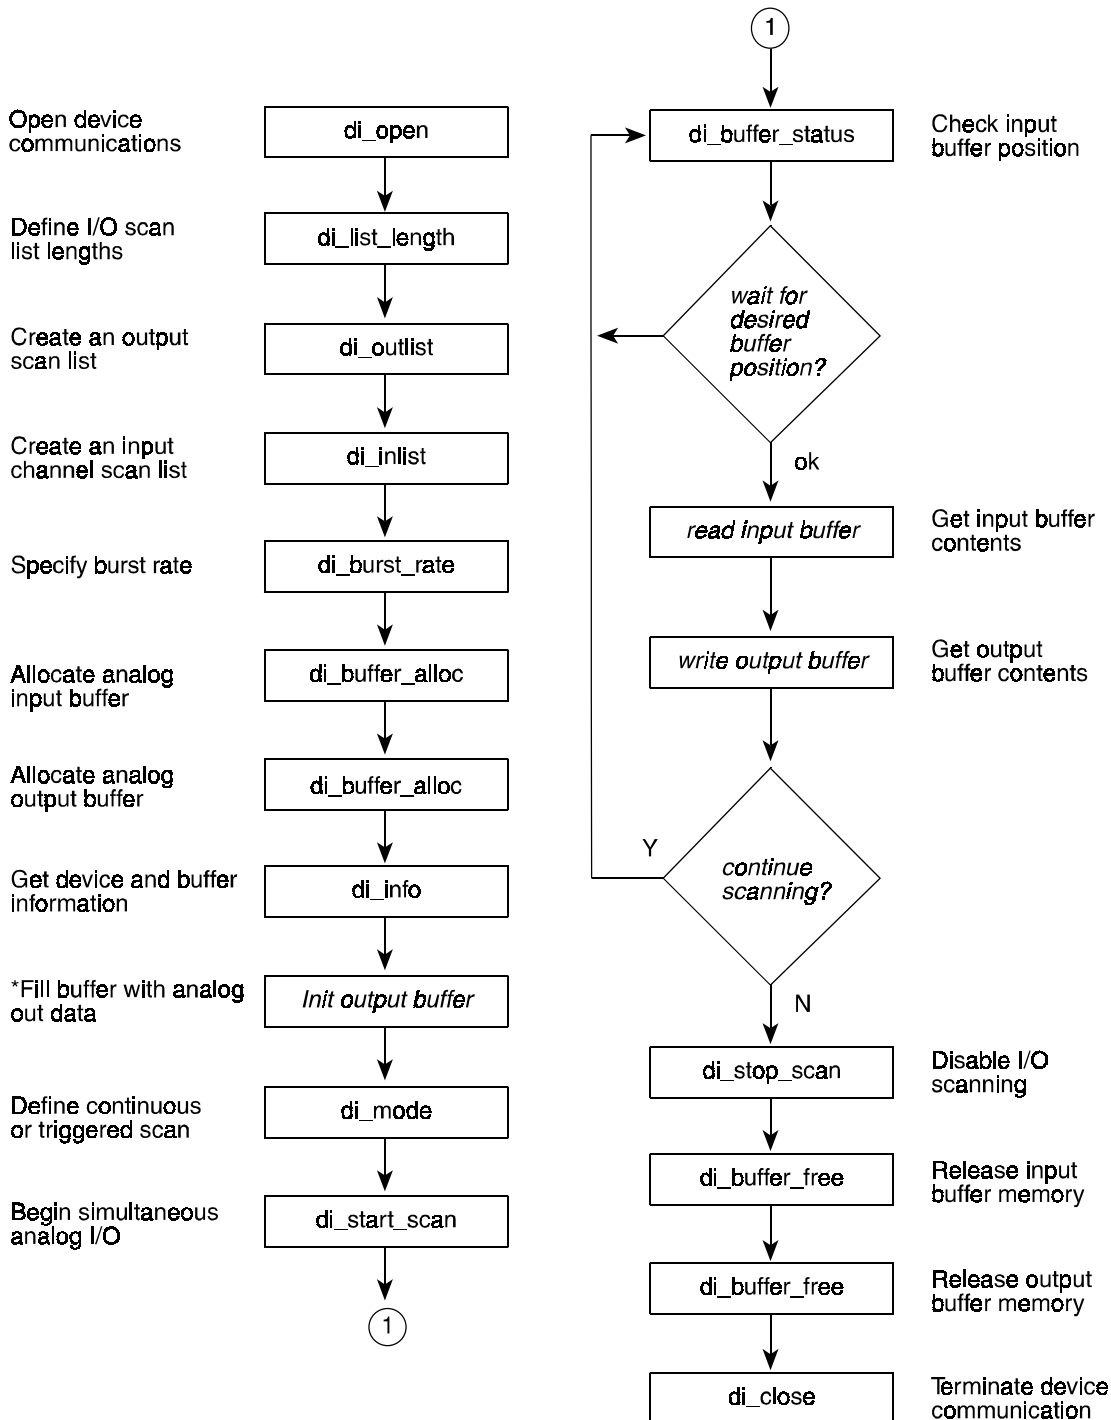 Open device
communications
di_open
Define I/O scan
list lengths
di_list_length
Create an output
scan list
di_outlist
Create an input
channel scan list
di_inlist
Specify burst rate
di_burst_rate
Allocate analog
input buffer
di_buffer_alloc
Allocate analog
output buffer
di_buffer_alloc
Get device and buffer
information
di_info
*Fill buffer with analog
out data
Init output buffer
Define continuous
or triggered scan
di_mode
Begin simultaneous
analog I/O
di_start_scan
1
1
di_buffer_status
Check input
buffer position
wait for
desired
buffer
position?
ok
read input buffer
Get input buffer
contents
write output buffer
Get output
buffer contents
Y
continue
scanning?
N
di_stop_scan
Disable I/O
scanning
di_buffer_free
Release input
buffer memory
di_buffer_free
Release output
buffer memory
di_close
Terminate device
communication